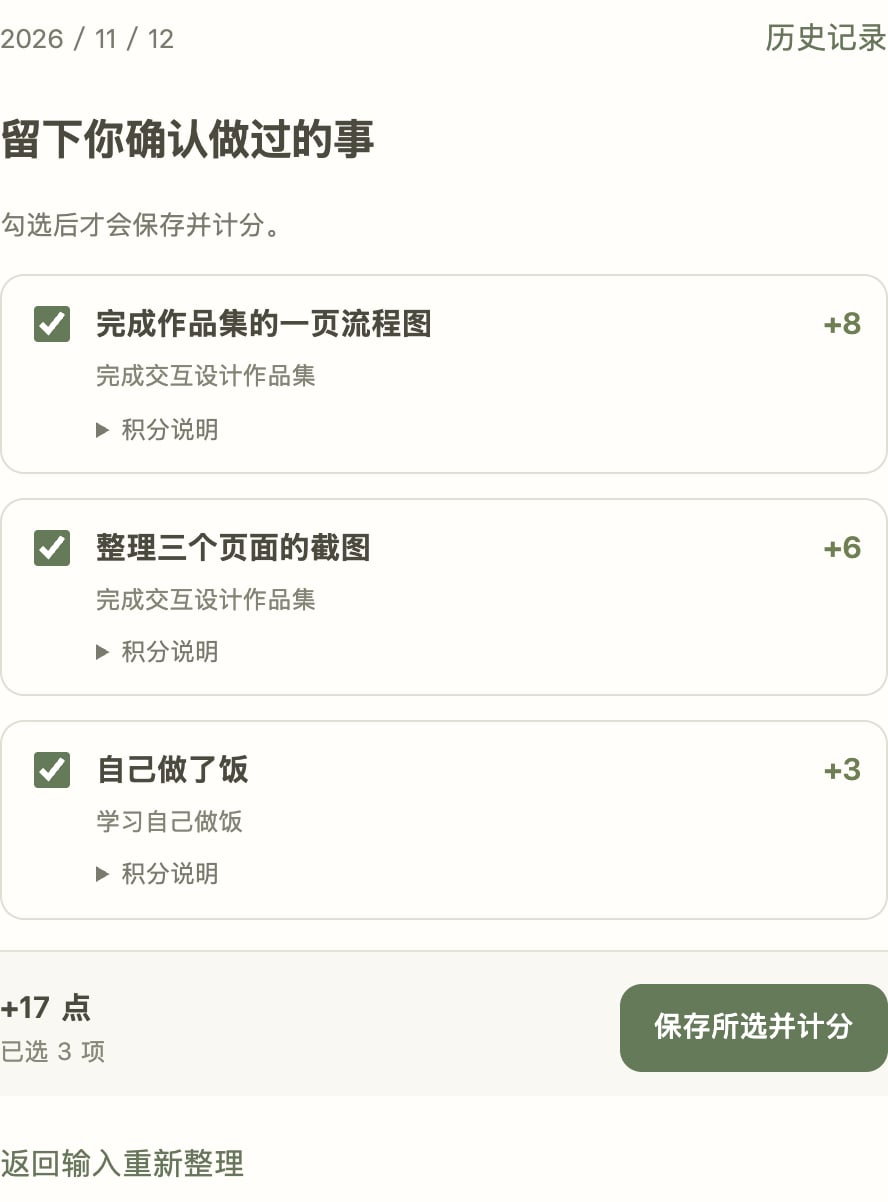 2026 / 11 / 12 历史记录
留下你确认做过的事
勾选后才会保存并计分。
完成作品集的一页流程图 +8
完成交互设计作品集
▶ 积分说明
整理三个页面的截图 +6
完成交互设计作品集
▶ 积分说明
自己做了饭 +3
学习自己做饭
▶ 积分说明
+17 点
已选 3 项
保存所选并计分
返回输入重新整理